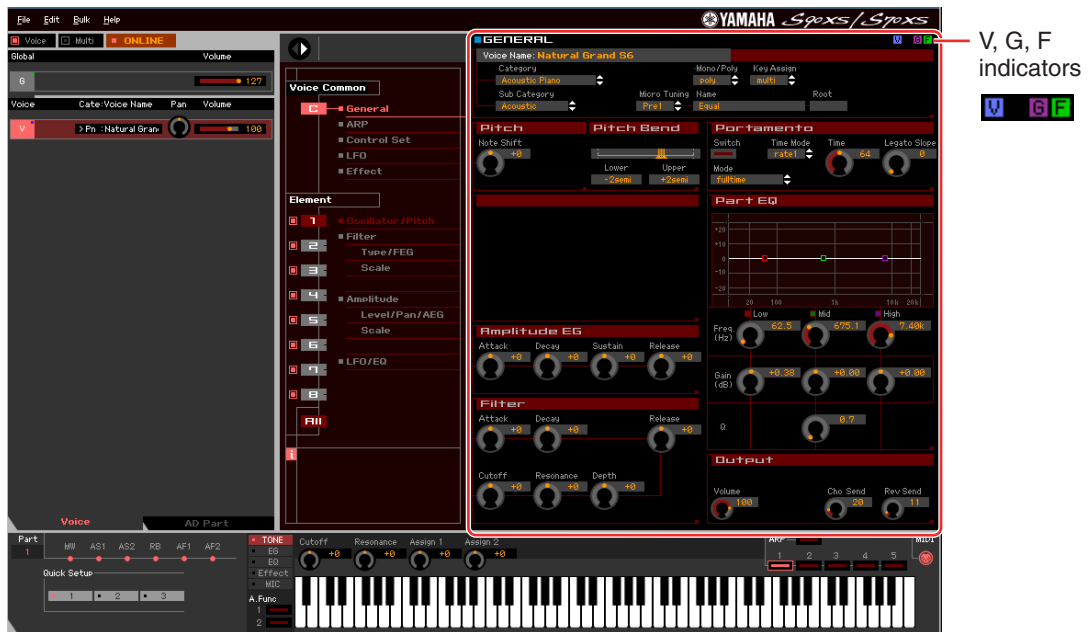 File Edit Bulk Help
YAMAHA S90XS/S70XS
Voice Multi ONLINE
Global Volume
G 127
Voice Cate:Voice Name Pan Volume
V Pn :Natural Gran 100
Voice AD Part
Voice Common
C General
ARP
Control Set
LFO
Effect
Element
1 Oscillator/Pitch
2 Filter
Type/FEG
3 Scale
4 Amplitude
5 Level/Pan/AEG
Scale
6
7 LFO/EQ
8
All
i
GENERAL V G F
Voice Name: Natural Grand S6
Category Mono/Poly Key Assign
Acoustic Piano poly multi
Sub Category Micro Tuning Name Root
Acoustic Pre1 Equal
Pitch
Note Shift
+0
Pitch Bend
Lower Upper
-2semi +2semi
Portamento
Switch Time Mode Time Legato Slope
rate1 64 0
Mode
fulltime
Part EQ
+20
+10
0
-10
-20
20 100 1k 10k 20k
Low Mid High
Freq. (Hz) 62.5 675.1 7.40k
Gain (dB) +0.38 +0.00 +0.00
Q 0.7
Amplitude EG
Attack Decay Sustain Release
+0 +0 +0 +0
Filter
Attack Decay Release
+0 +0 +0
Cutoff Resonance Depth
+0 +0 +0
Output
Volume Cho Send Rev Send
100 20 11
V, G, F
indicators
V G F
Part
1
MW AS1 AS2 RB AF1 AF2
Quick Setup
1 2 3
TONE
EG
EQ
Effect
MIC
A.Func
1
2
Cutoff Resonance Assign 1 Assign 2
+0 +0 +0 +0
ARP
1 2 3 4 5
MIDI